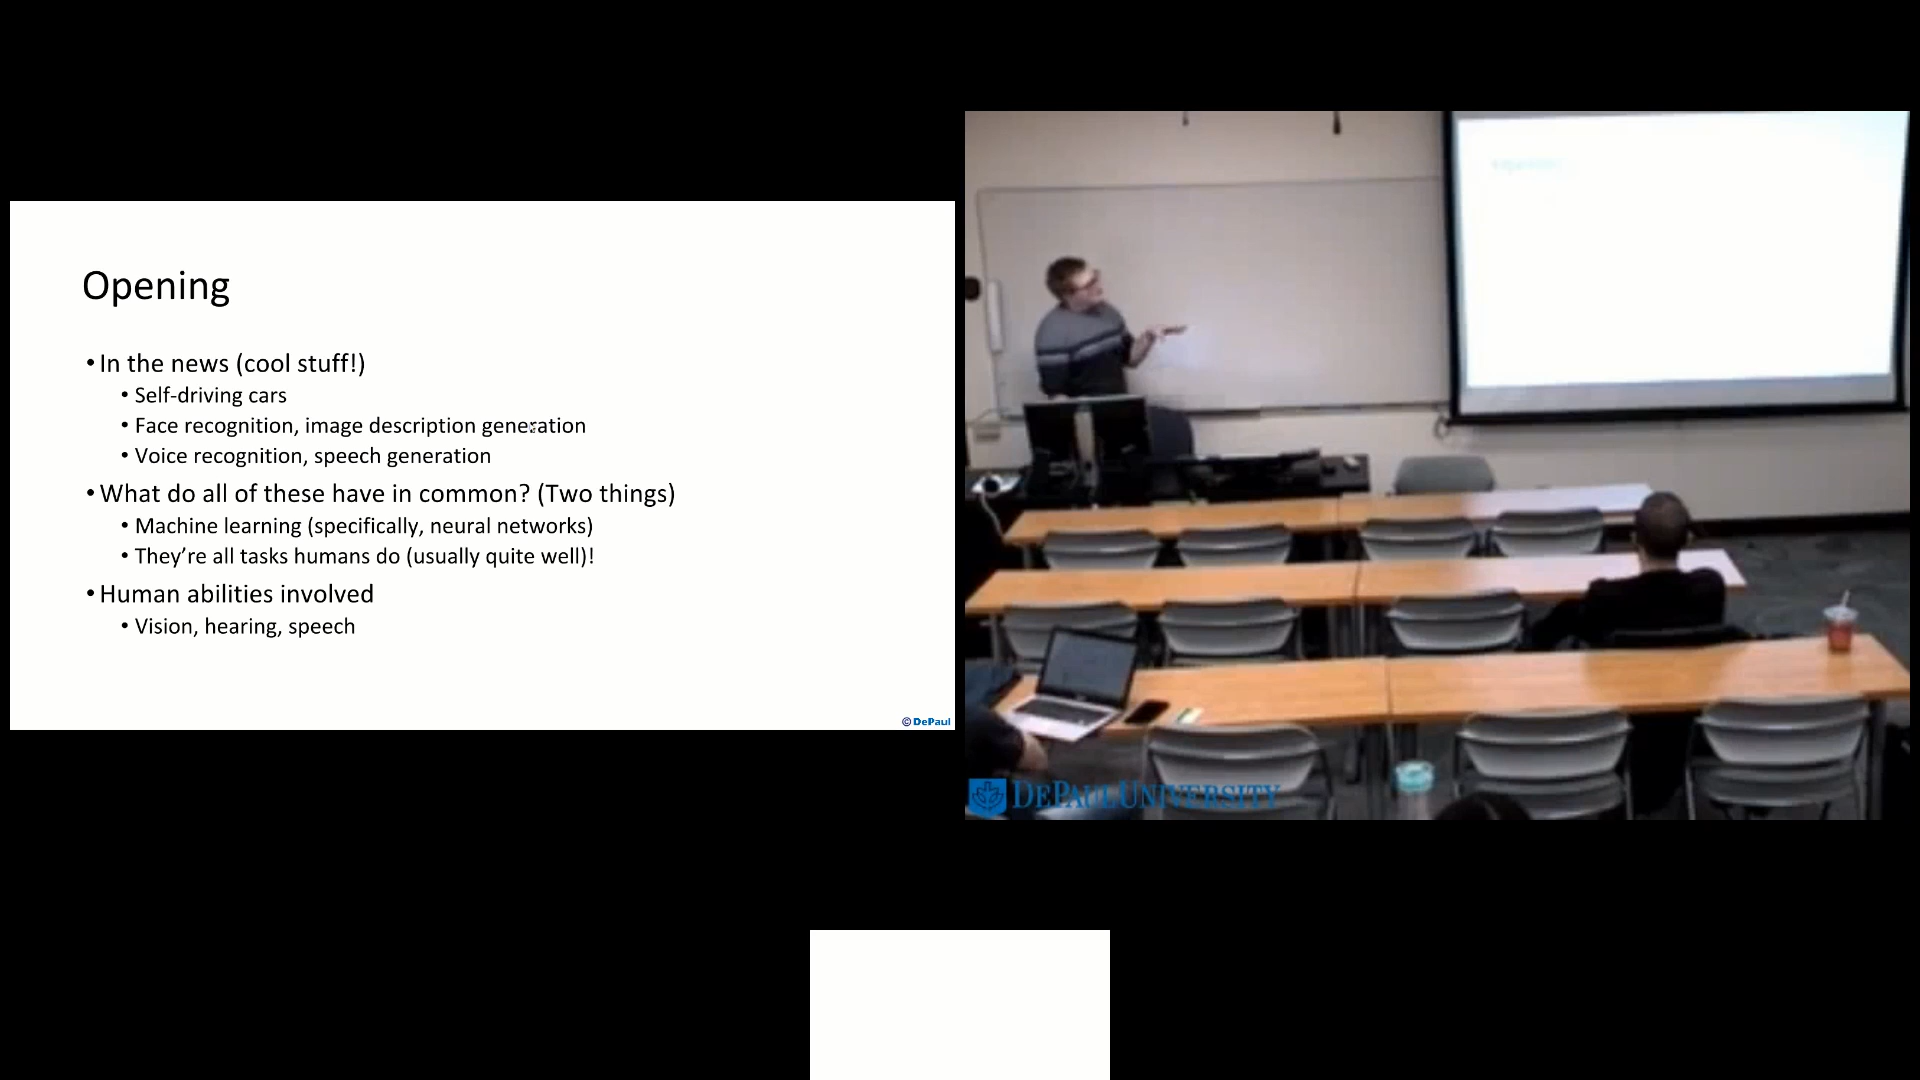 Opening
• In the news (cool stuff!)
• Self-driving cars
• Face recognition, image description generation
• Voice recognition, speech generation
• What do all of these have in common? (Two things)
• Machine learning (specifically, neural networks)
• They’re all tasks humans do (usually quite well)!
• Human abilities involved
• Vision, hearing, speech
© DePaul
DEPAUL UNIVERSITY